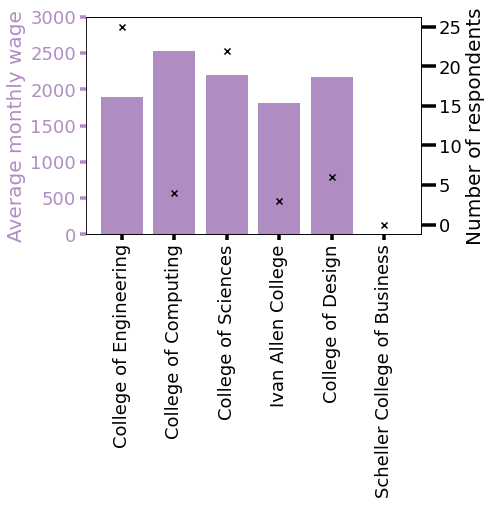 Average monthly wage
3000
2500
2000
1500
1000
500
0
25
20
15
10
5
0
Number of respondents
College of Engineering
College of Computing
College of Sciences
Ivan Allen College
College of Design
Scheller College of Business